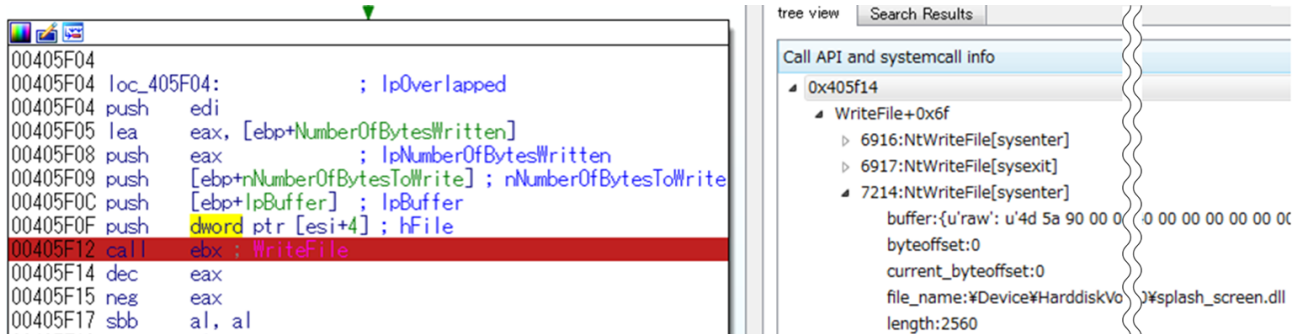 00405F04
00405F04 loc_405F04: ; lpOverlapped
00405F04 push edi
00405F05 lea eax, [ebp+NumberOfBytesWritten]
00405F08 push eax ; lpNumberOfBytesWritten
00405F09 push [ebp+nNumberOfBytesToWrite] ; nNumberOfBytesToWrite
00405F0C push [ebp+lpBuffer] ; lpBuffer
00405F0F push dword ptr [esi+4] ; hFile
00405F12 call ebx ; WriteFile
00405F14 dec eax
00405F15 neg eax
00405F17 sbb al, al
tree view Search Results
Call API and systemcall info
0x405f14
WriteFile+0x6f
6916:NtWriteFile[sysenter]
6917:NtWriteFile[sysexit]
7214:NtWriteFile[sysenter]
buffer:{u'raw': u'4d 5a 90 00 0 0 00 00 00 00 00 00
byteoffset:0
current_byteoffset:0
file_name:¥Device¥HarddiskVo 0¥splash_screen.dll
length:2560